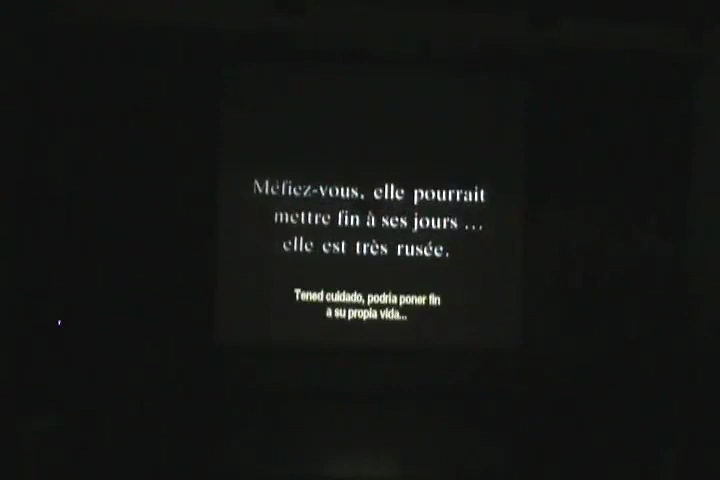 Méfiez-vous, elle pourrait
mettre fin à ses jours ...
elle est très rusée.
Tened cuidado, podría poner fin
a su propia vida...